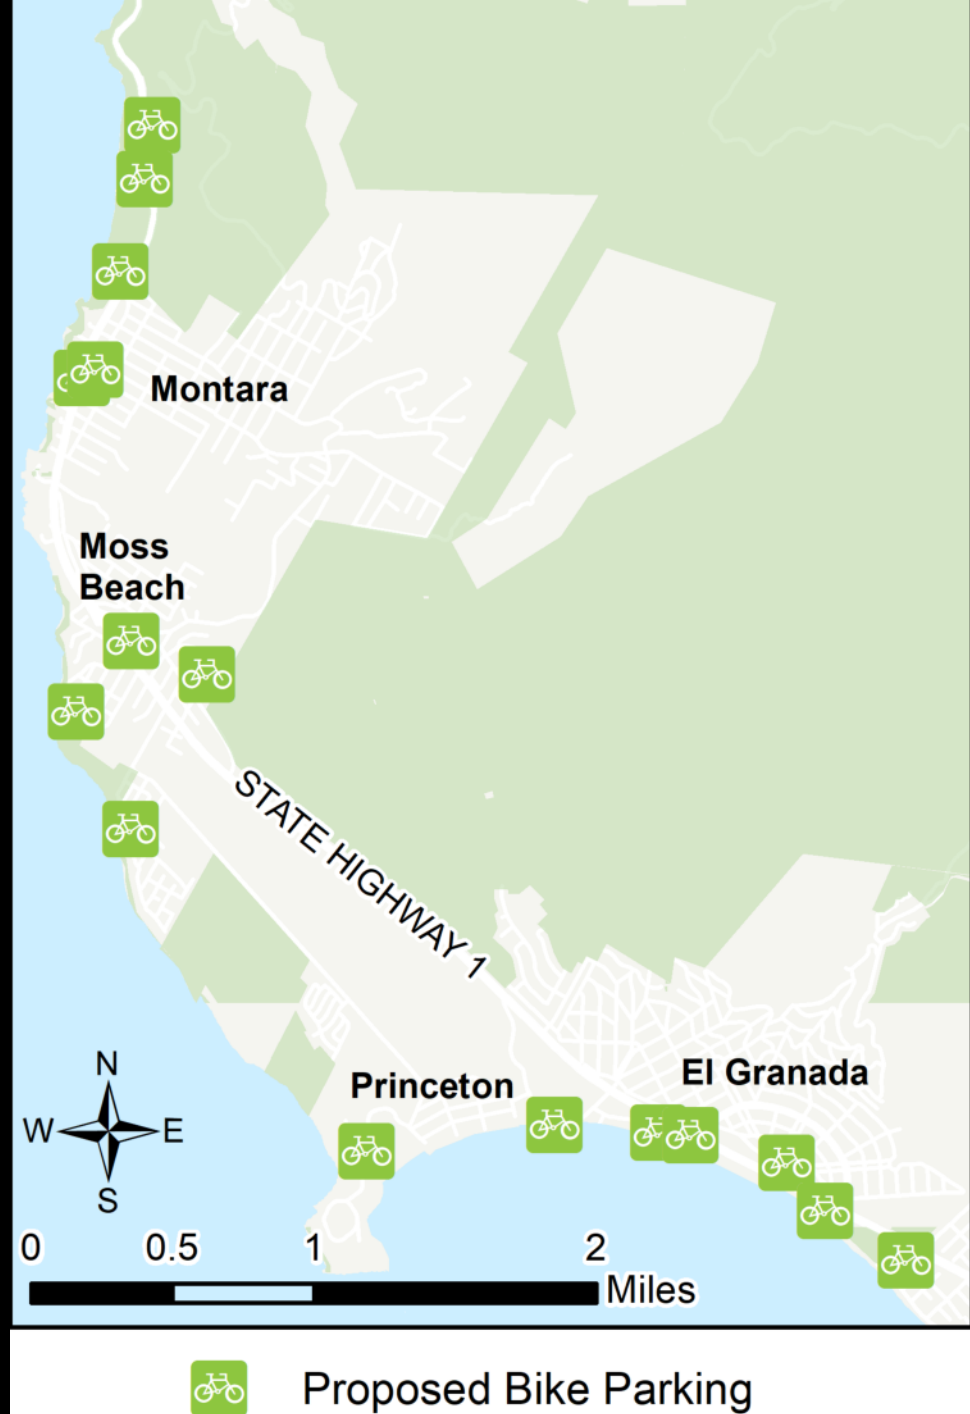 Montara
Moss
Beach
STATE HIGHWAY 1
Princeton
El Granada
N
W E
S
0 0.5 1 2
Miles
Proposed Bike Parking